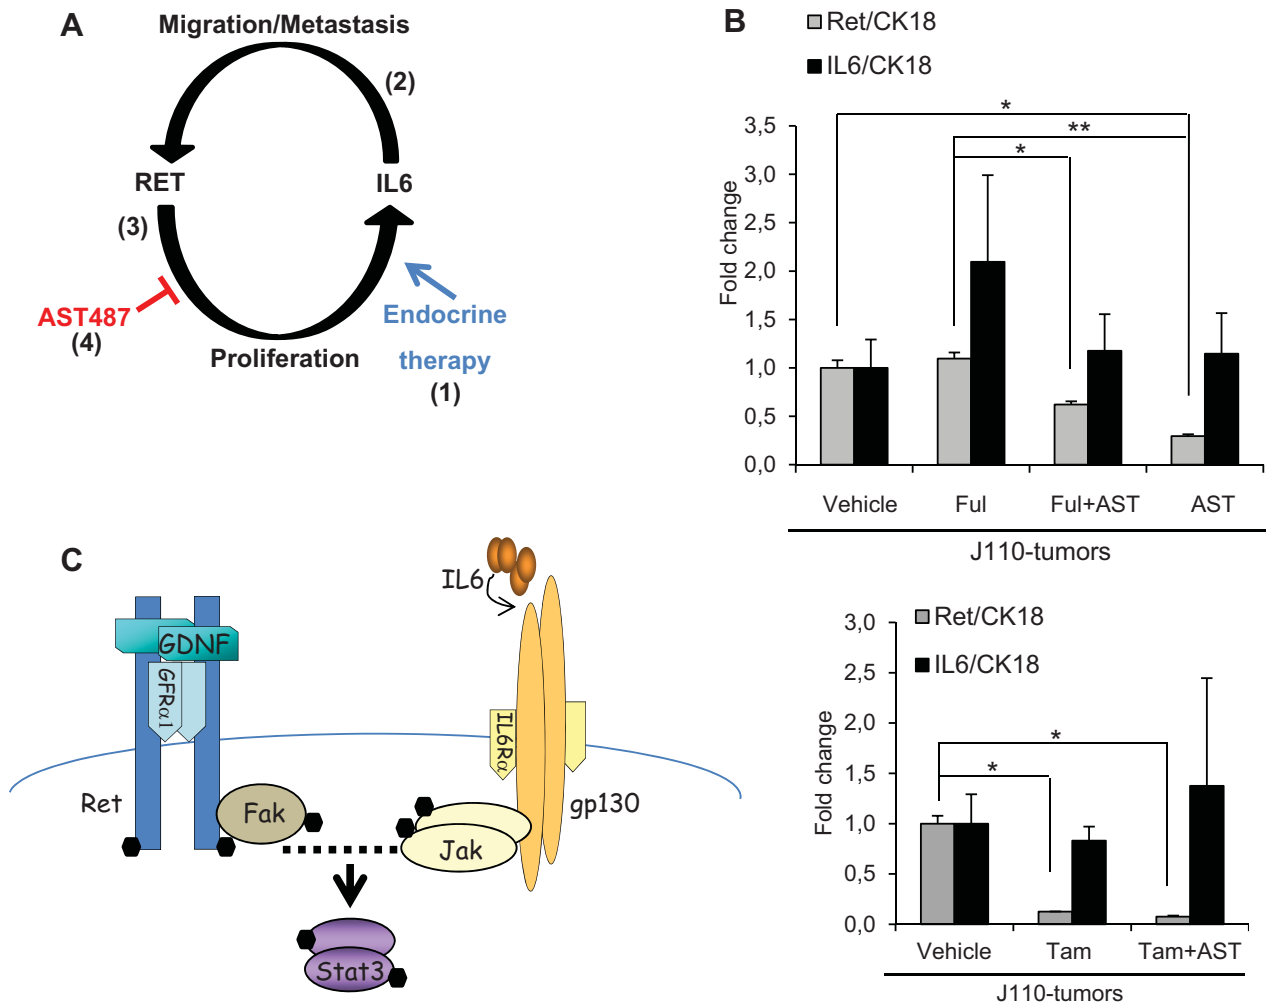 A
Migration/Metastasis
(2)
RET
IL6
(3)
AST487
(4)
Endocrine
therapy
(1)
Proliferation
B
Ret/CK18
IL6/CK18
*
**
*
3,5
3,0
2,5
2,0
1,5
1,0
0,5
0,0
Fold change
Vehicle
Ful
Ful+AST
AST
J110-tumors
C
IL6
GDNF
GFRα1
IL6Rα
Ret
Fak
gp130
Jak
Stat3
Ret/CK18
IL6/CK18
3,0
2,5
2,0
1,5
1,0
0,5
0,0
Fold change
*
*
Vehicle
Tam
Tam+AST
J110-tumors